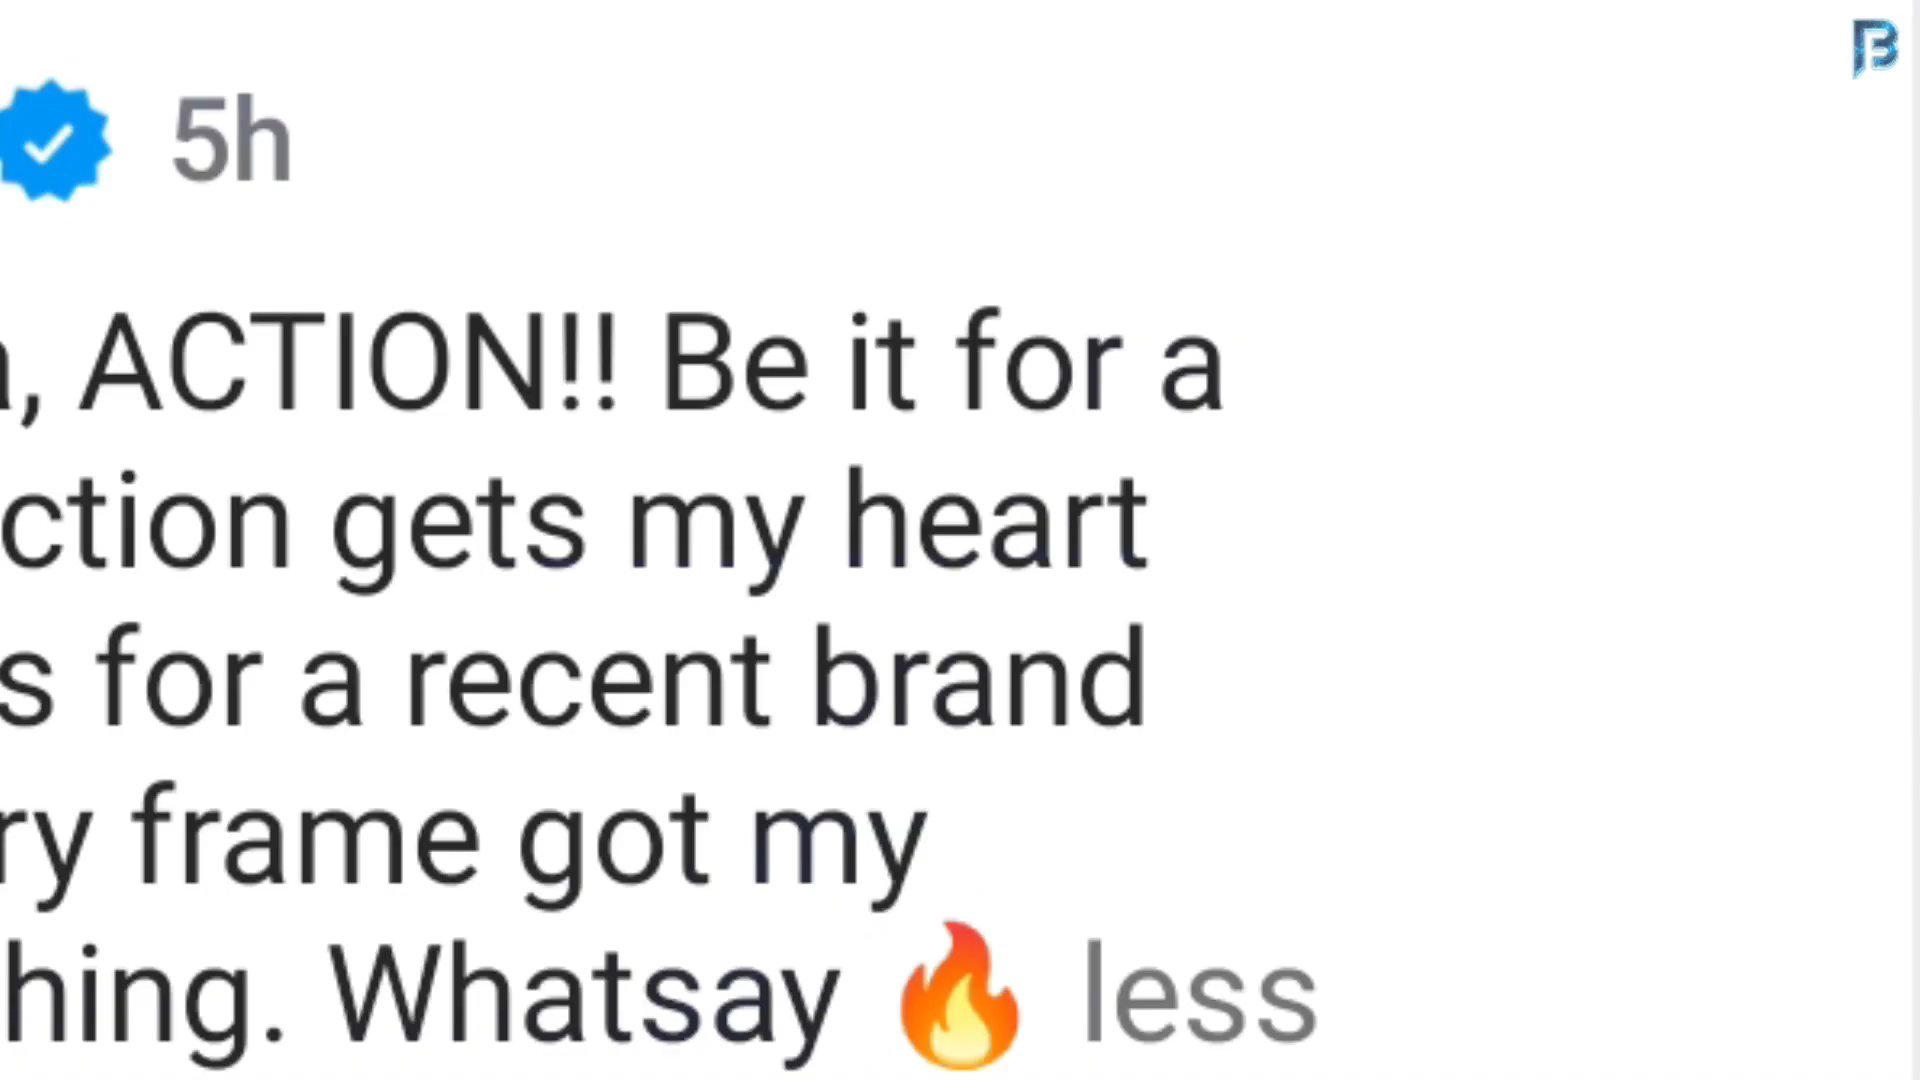 5h
, ACTION!! Be it for a
ction gets my heart
s for a recent brand
ry frame got my
hing. Whatsay 🔥 less